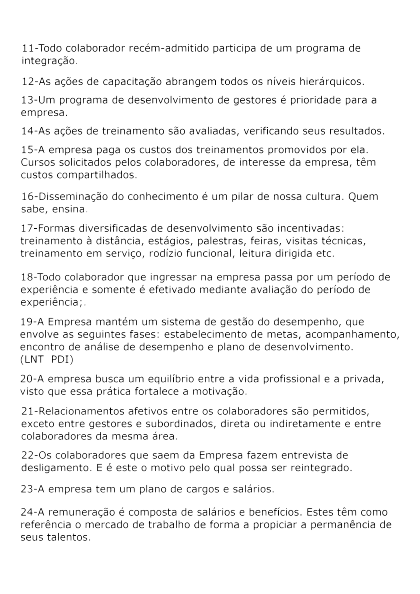 11-Todo colaborador recém-admitido participa de um programa de
integração.
12-As ações de capacitação abrangem todos os níveis hierárquicos.
13-Um programa de desenvolvimento de gestores é prioridade para a
empresa.
14-As ações de treinamento são avaliadas, verificando seus resultados.
15-A empresa paga os custos dos treinamentos promovidos por ela.
Cursos solicitados pelos colaboradores, de interesse da empresa, têm
custos compartilhados.
16-Disseminação do conhecimento é um pilar de nossa cultura. Quem
sabe, ensina.
17-Formas diversificadas de desenvolvimento são incentivadas:
treinamento à distância, estágios, palestras, feiras, visitas técnicas,
treinamento em serviço, rodízio funcional, leitura dirigida etc.
18-Todo colaborador que ingressar na empresa passa por um período de
experiência e somente é efetivado mediante avaliação do período de
experiência;.
19-A Empresa mantém um sistema de gestão do desempenho, que
envolve as seguintes fases: estabelecimento de metas, acompanhamento,
encontro de análise de desempenho e plano de desenvolvimento.
(LNT PDI)
20-A empresa busca um equilíbrio entre a vida profissional e a privada,
visto que essa prática fortalece a motivação.
21-Relacionamentos afetivos entre os colaboradores são permitidos,
exceto entre gestores e subordinados, direta ou indiretamente e entre
colaboradores da mesma área.
22-Os colaboradores que saem da Empresa fazem entrevista de
desligamento. E é este o motivo pelo qual possa ser reintegrado.
23-A empresa tem um plano de cargos e salários.
24-A remuneração é composta de salários e benefícios. Estes têm como
referência o mercado de trabalho de forma a propiciar a permanência de
seus talentos.